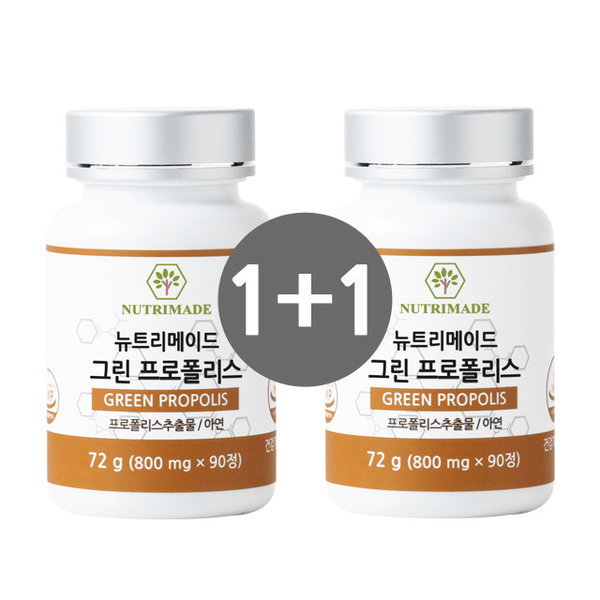 NUTRIMADE
뉴트리메이드
그린 프로폴리스
GREEN PROPOLIS
프로폴리스추출물/아연
72 g (800 mg × 90정)
1+1
NUTRIMADE
뉴트리메이드
그린 프로폴리스
GREEN PROPOLIS
프로폴리스추출물/아연
72 g (800 mg × 90정)